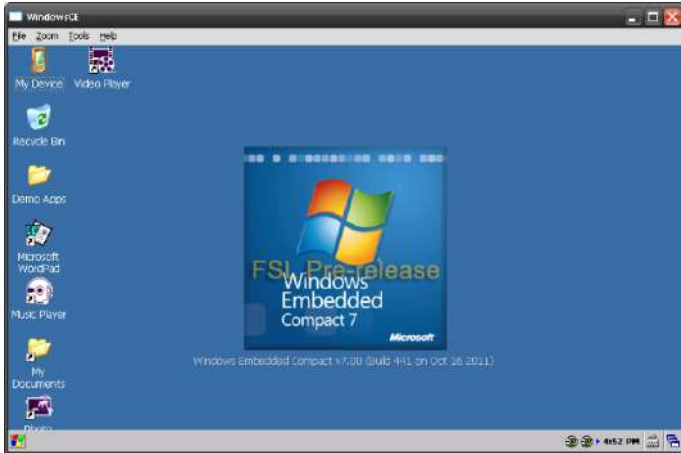 WindowsCE
File Zoom Tools Help
My Device
Video Player
Recycle Bin
Demo Apps
Microsoft
WordPad
Music Player
My
Documents
Photo
FSL Pre-release
Windows
Embedded
Compact 7
Microsoft
Windows Embedded Compact v7.00 (Build 441 on Oct 16 2011)
4:52 PM